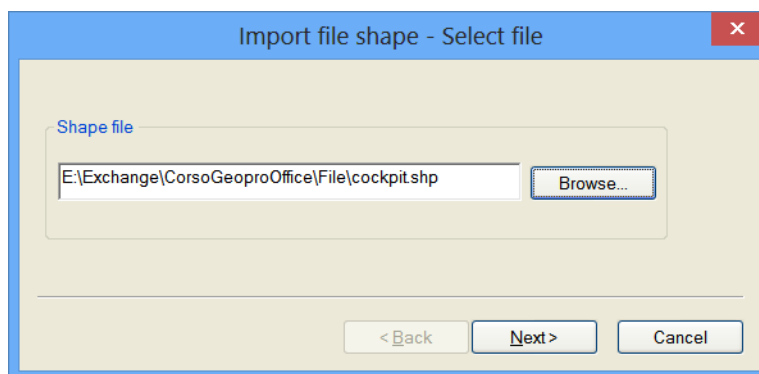 Import file shape - Select file
Shape file
E:\Exchange\CorsoGeoproOffice\File\cockpit.shp
Browse...
< Back
Next >
Cancel